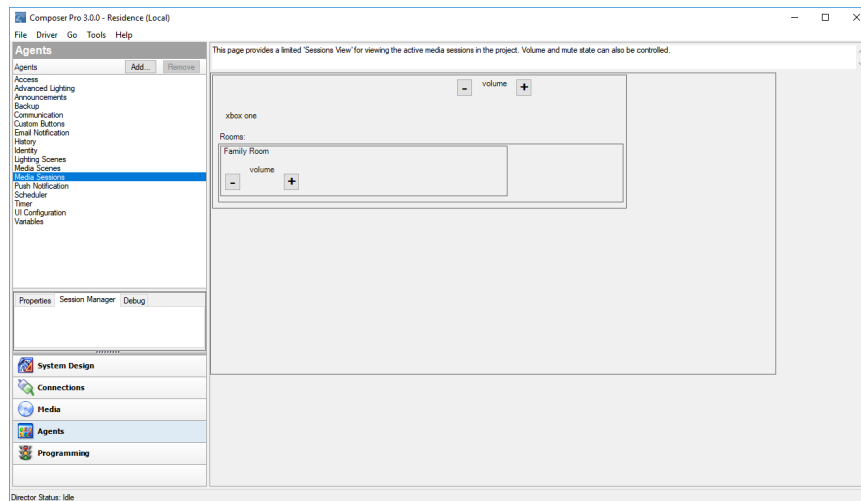 Composer Pro 3.0.0 - Residence (Local)
File Driver Go Tools Help
Agents
Agents Add... Remove
Access
Advanced Lighting
Announcements
Backup
Communication
Custom Buttons
Email Notification
History
Identity
Lighting Scenes
Media Scenes
Media Sessions
Push Notification
Scheduler
Timer
UI Configuration
Variables
Properties Session Manager Debug
System Design
Connections
Media
Agents
Programming
Director Status: Idle
This page provides a limited 'Sessions View' for viewing the active media sessions in the project. Volume and mute state can also be controlled.
- volume +
xbox one
Rooms:
Family Room
volume
- +